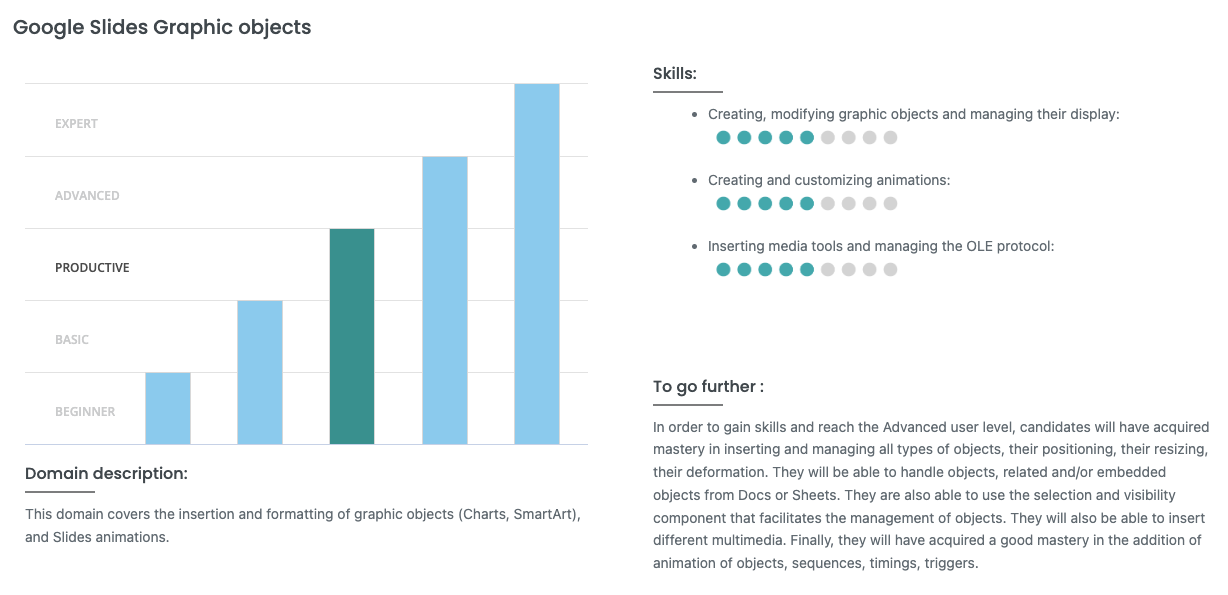 Google Slides Graphic objects
EXPERT
ADVANCED
PRODUCTIVE
BASIC
BEGINNER
Domain description:
This domain covers the insertion and formatting of graphic objects (Charts, SmartArt),
and Slides animations.
Skills:
Creating, modifying graphic objects and managing their display:
Creating and customizing animations:
Inserting media tools and managing the OLE protocol:
To go further :
In order to gain skills and reach the Advanced user level, candidates will have acquired
mastery in inserting and managing all types of objects, their positioning, their resizing,
their deformation. They will be able to handle objects, related and/or embedded
objects from Docs or Sheets. They are also able to use the selection and visibility
component that facilitates the management of objects. They will also be able to insert
different multimedia. Finally, they will have acquired a good mastery in the addition of
animation of objects, sequences, timings, triggers.